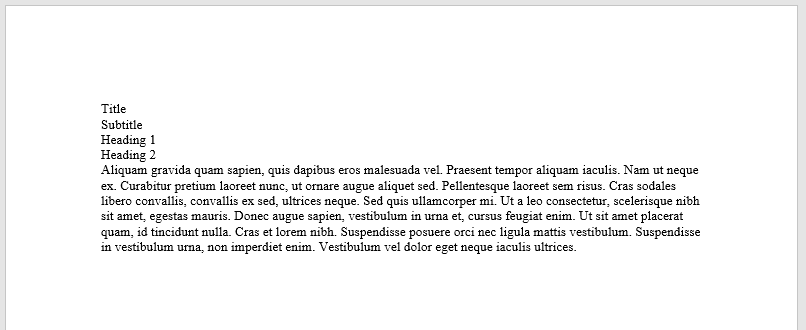 Title
Subtitle
Heading 1
Heading 2
Aliquam gravida quam sapien, quis dapibus eros malesuada vel. Praesent tempor aliquam iaculis. Nam ut neque
ex. Curabitur pretium laoreet nunc, ut ornare augue aliquet sed. Pellentesque laoreet sem risus. Cras sodales
libero convallis, convallis ex sed, ultrices neque. Sed quis ullamcorper mi. Ut a leo consectetur, scelerisque nibh
sit amet, egestas mauris. Donec augue sapien, vestibulum in urna et, cursus feugiat enim. Ut sit amet placerat
quam, id tincidunt nulla. Cras et lorem nibh. Suspendisse posuere orci nec ligula mattis vestibulum. Suspendisse
in vestibulum urna, non imperdiet enim. Vestibulum vel dolor eget neque iaculis ultrices.